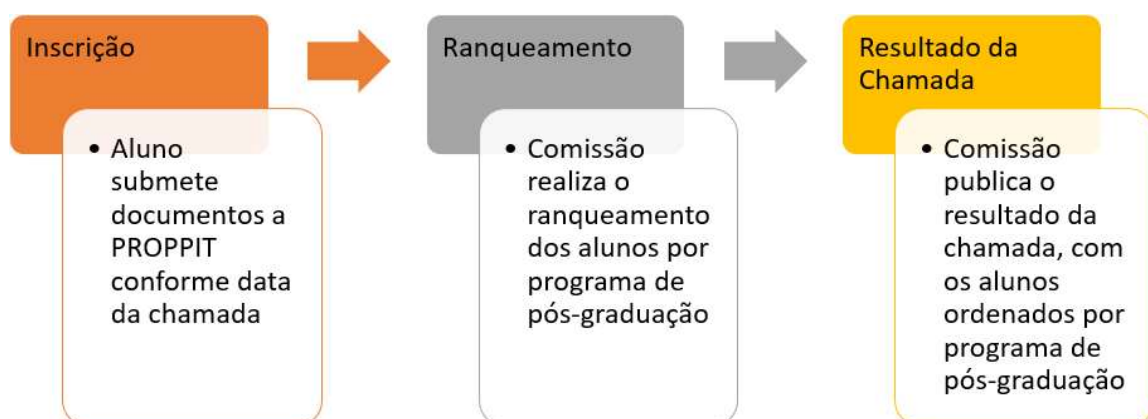 Inscrição
• Aluno
submete
documentos a
PROPPIT
conforme data
da chamada
Ranqueamento
• Comissão
realiza o
ranqueamento
dos alunos por
programa de
pós-graduação
Resultado da
Chamada
• Comissão
publica o
resultado da
chamada, com
os alunos
ordenados por
programa de
pós-graduação